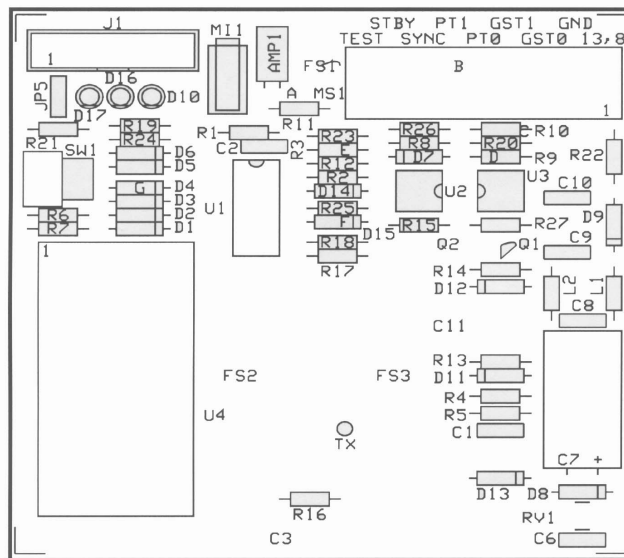 STBY PT1 GST1 GND
TEST SYNC PT0 GST0 13,8
J1
MI1
AMP1
FS1
B
1
1
D16
JP5
D17
D10
A MS1
R11
R21
R19
R24
R1
C2
R3
R23
E
R12
R2
D14
R25
F
D15
R18
R17
R26
R8
D7
R10
R20
D
R9
R22
U3
SW1
D6
D5
G
D4
D3
D2
D1
R6
R7
U1
U2
C10
R15
R27
D9
Q2
Q1
C9
1
R14
D12
L2
L1
C8
C11
R13
D11
FS2
FS3
R4
R5
C1
U4
TX
C7 +
D13
D8
R16
RV1
C3
C6